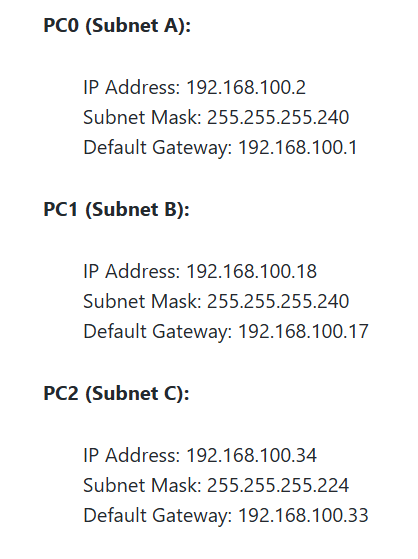 PC0 (Subnet A):
IP Address: 192.168.100.2
Subnet Mask: 255.255.255.240
Default Gateway: 192.168.100.1
PC1 (Subnet B):
IP Address: 192.168.100.18
Subnet Mask: 255.255.255.240
Default Gateway: 192.168.100.17
PC2 (Subnet C):
IP Address: 192.168.100.34
Subnet Mask: 255.255.255.224
Default Gateway: 192.168.100.33